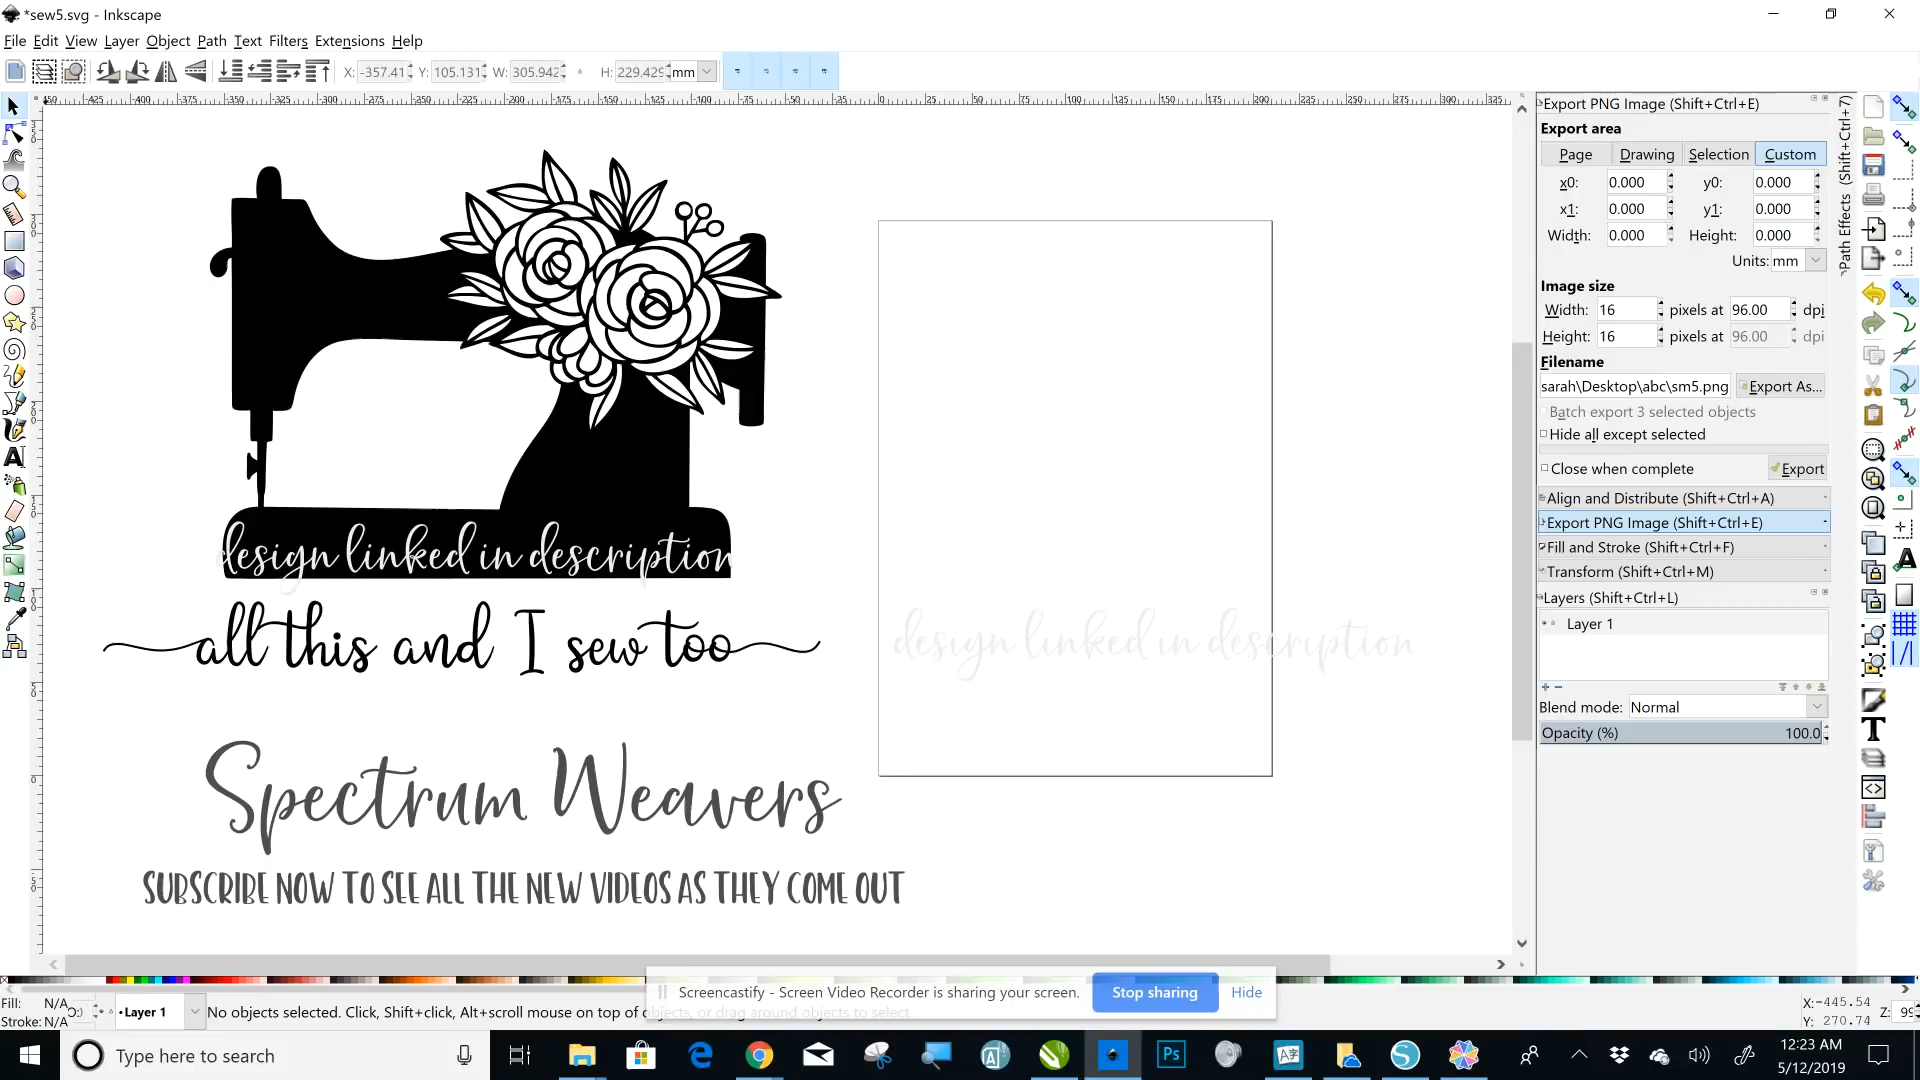 *sew5.svg - Inkscape
File Edit View Layer Object Path Text Filters Extensions Help
X: -357.41 Y: 105.131 W: 305.942 H: 229.429 mm
Export PNG Image (Shift+Ctrl+E)
Export area
Page Drawing Selection Custom
x0: 0.000 y0: 0.000
x1: 0.000 y1: 0.000
Width: 0.000 Height: 0.000
Units: mm
Image size
Width: 16 pixels at 96.00 dpi
Height: 16 pixels at 96.00 dpi
Filename
sarah\Desktop\abc\sm5.png Export As...
Batch export 3 selected objects
Hide all except selected
Close when complete Export
Align and Distribute (Shift+Ctrl+A)
Export PNG Image (Shift+Ctrl+E)
Fill and Stroke (Shift+Ctrl+F)
Transform (Shift+Ctrl+M)
Layers (Shift+Ctrl+L)
Layer 1
Blend mode: Normal
Opacity (%) 100.0
Path Effects (Shift+Ctrl+7)
design linked in description
all this and I sew too
design linked in description
Spectrum Weavers
SUBSCRIBE NOW TO SEE ALL THE NEW VIDEOS AS THEY COME OUT
Screencastify - Screen Video Recorder is sharing your screen. Stop sharing Hide
Fill: N/A
Stroke: N/A
O:)
•Layer 1
No objects selected. Click, Shift+click, Alt+scroll mouse on top of objects, or drag around objects to select.
X: -445.54
Y: 270.74
Z: 99
Type here to search
12:23 AM
5/12/2019